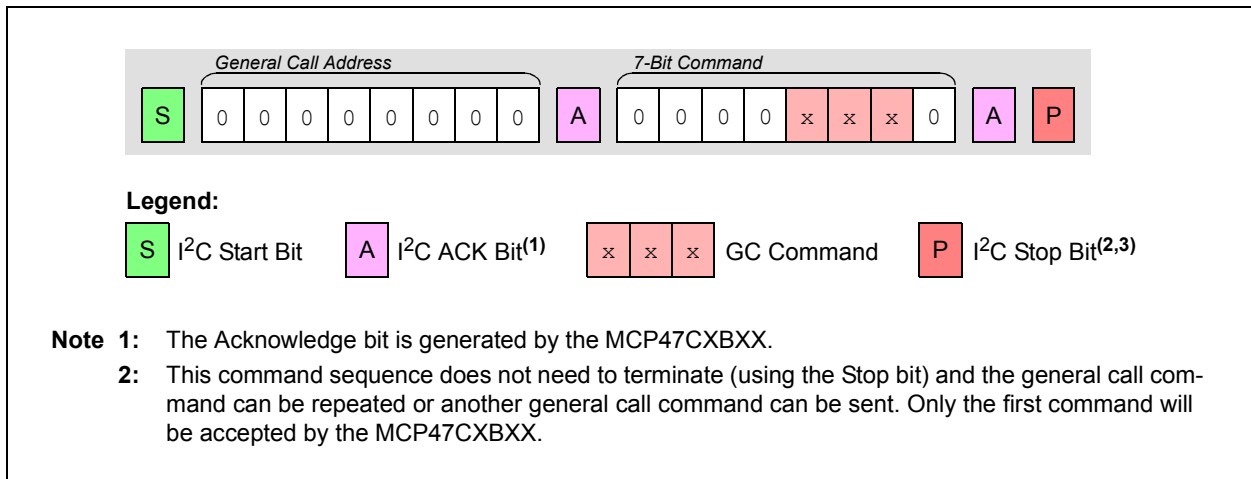 General Call Address 7-Bit Command
S 0 0 0 0 0 0 0 0 A 0 0 0 0 x x x 0 A P
Legend:
S I²C Start Bit A I²C ACK Bit(1) x x x GC Command P I²C Stop Bit(2,3)
Note 1: The Acknowledge bit is generated by the MCP47CXBXX.
2: This command sequence does not need to terminate (using the Stop bit) and the general call com-
mand can be repeated or another general call command can be sent. Only the first command will
be accepted by the MCP47CXBXX.